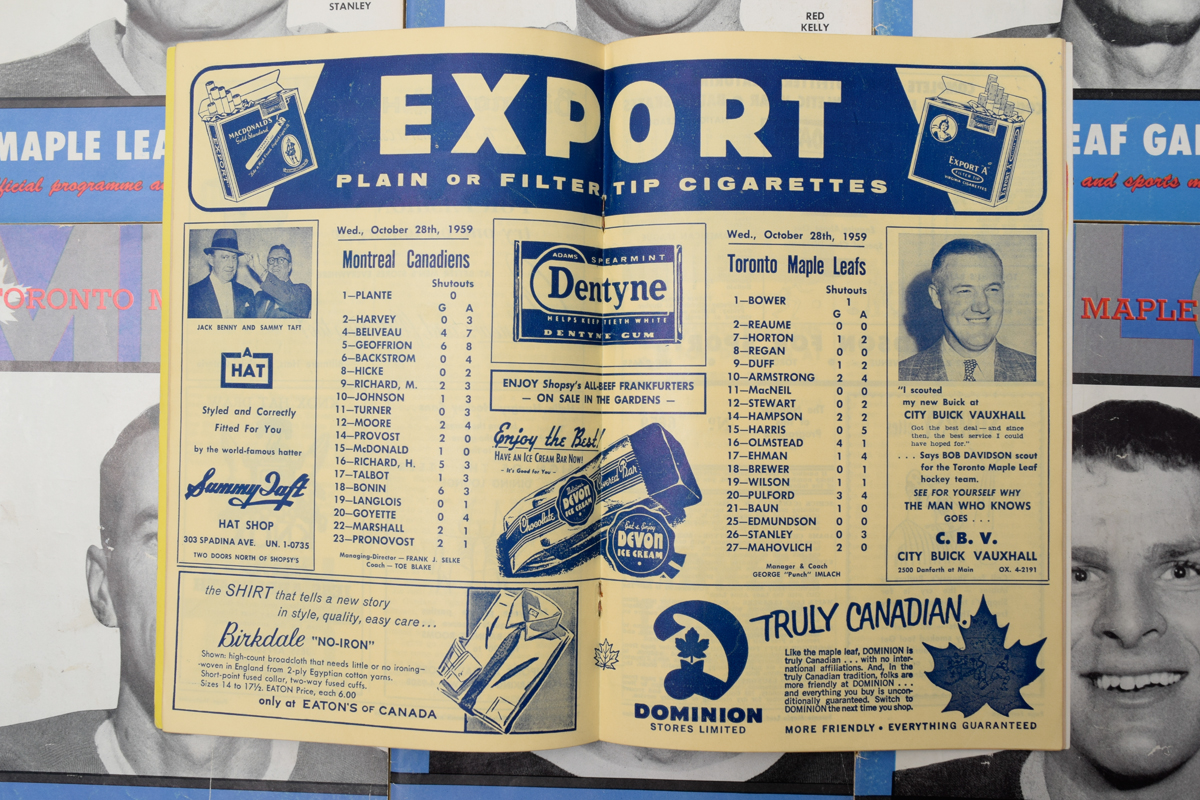 STANLEY
RED
KELLY
MAPLE LEA
ficial programme a
TORONTO M
EAF GAR
and sports m
MAPLE
EXPORT
PLAIN OR FILTER TIP CIGARETTES
MACDONALD'S
Gold Standard
EXPORT "A"
FILTER TIP
VIRGINIA CIGARETTES
JACK BENNY AND SAMMY TAFT
A
HAT
Styled and Correctly
Fitted For You
by the world-famous hatter
Sammy Taft
HAT SHOP
303 SPADINA AVE. UN. 1-0735
TWO DOORS NORTH OF SHOPSY'S
Wed., October 28th, 1959
Montreal Canadiens
Shutouts
1—PLANTE 0
G A
2—HARVEY 0 3
4—BELIVEAU 4 7
5—GEOFFRION 6 8
6—BACKSTROM 0 4
8—HICKE 0 2
9—RICHARD, M. 2 3
10—JOHNSON 1 3
11—TURNER 0 3
12—MOORE 2 4
14—PROVOST 2 0
15—McDONALD 1 0
16—RICHARD, H. 5 3
17—TALBOT 1 3
18—BONIN 6 3
19—LANGLOIS 0 1
20—GOYETTE 0 4
22—MARSHALL 2 1
23—PRONOVOST 2 1
Managing-Director — FRANK J. SELKE
Coach — TOE BLAKE
ADAMS SPEARMINT
Dentyne
HELPS KEEP TEETH WHITE
DENTYNE GUM
ENJOY Shopsy's ALL-BEEF FRANKFURTERS
— ON SALE IN THE GARDENS —
Enjoy the Best!
HAVE AN ICE CREAM BAR NOW!
- It's Good for You -
Chocolate Covered Bar
Delicious
DEVON
ICE CREAM
Eat & Enjoy
DEVON
ICE CREAM
Wed., October 28th, 1959
Toronto Maple Leafs
Shutouts
1—BOWER 1
G A
2—REAUME 0 0
7—HORTON 1 2
8—REGAN 0 0
9—DUFF 1 2
10—ARMSTRONG 2 4
11—MacNEIL 0 0
12—STEWART 0 2
14—HAMPSON 2 2
15—HARRIS 0 5
16—OLMSTEAD 4 1
17—EHMAN 1 4
18—BREWER 0 1
19—WILSON 1 1
20—PULFORD 3 4
21—BAUN 1 0
25—EDMUNDSON 0 0
26—STANLEY 0 3
27—MAHOVLICH 2 0
Manager & Coach
GEORGE "Punch" IMLACH
"I scouted
my new Buick at
CITY BUICK VAUXHALL
Got the best deal — and since
then, the best service I could
have hoped for."
. . . Says BOB DAVIDSON scout
for the Toronto Maple Leaf
hockey team.
SEE FOR YOURSELF WHY
THE MAN WHO KNOWS
GOES . . .
C. B. V.
CITY BUICK VAUXHALL
2500 Danforth at Main OX. 4-2191
the SHIRT that tells a new story
in style, quality, easy care . . .
Birkdale "NO-IRON"
Shown: high-count broadcloth that needs little or no ironing—
-woven in England from 2-ply Egyptian cotton yarns.
Short-point fused collar, two-way fused cuffs.
Sizes 14 to 17½. EATON Price, each 6.00
only at EATON'S OF CANADA
DOMINION
STORES LIMITED
TRULY CANADIAN.
Like the maple leaf, DOMINION is
truly Canadian . . . with no inter-
national affiliations. And, in the
truly Canadian tradition, folks are
more friendly at DOMINION . . .
and everything you buy is uncon-
ditionally guaranteed. Switch to
DOMINION the next time you shop.
MORE FRIENDLY • EVERYTHING GUARANTEED